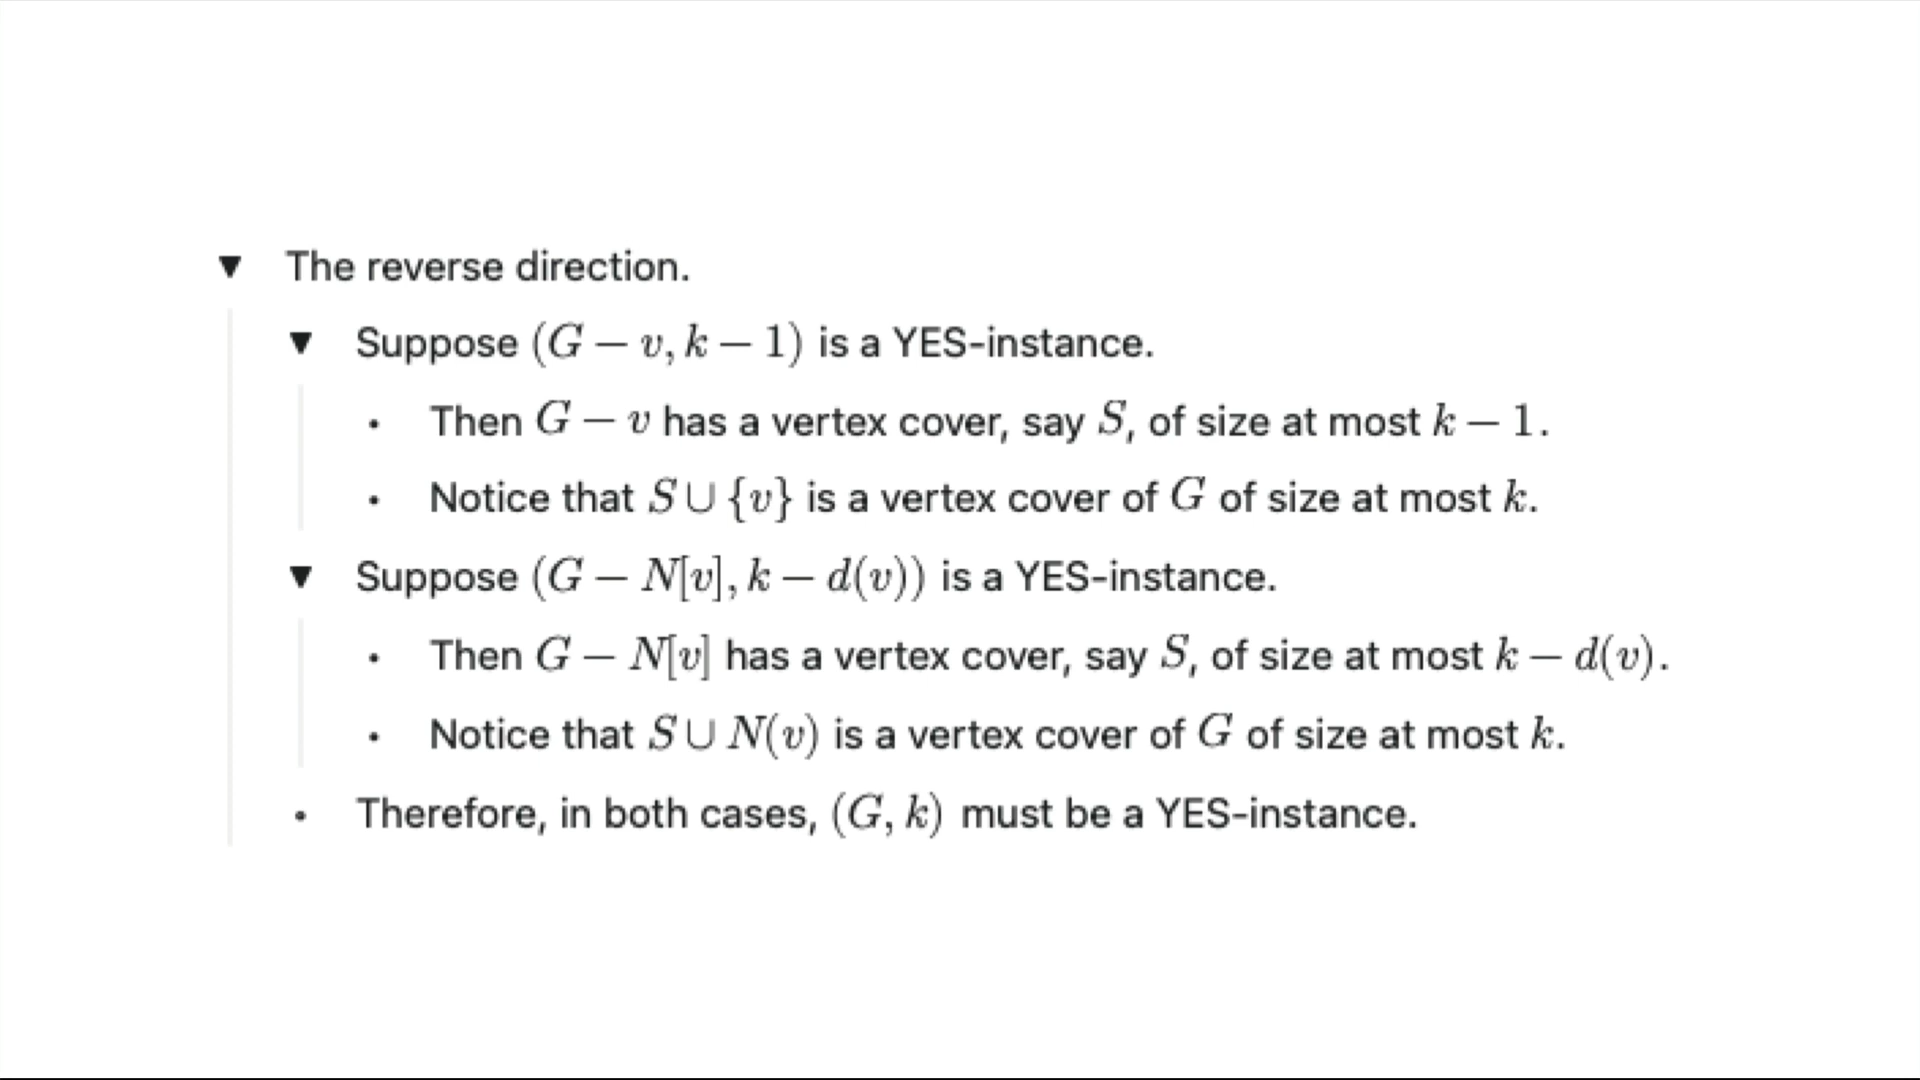 The reverse direction.
Suppose (G − v, k − 1) is a YES-instance.
Then G − v has a vertex cover, say S, of size at most k − 1.
Notice that S ∪ {v} is a vertex cover of G of size at most k.
Suppose (G − N[v], k − d(v)) is a YES-instance.
Then G − N[v] has a vertex cover, say S, of size at most k − d(v).
Notice that S ∪ N(v) is a vertex cover of G of size at most k.
Therefore, in both cases, (G, k) must be a YES-instance.